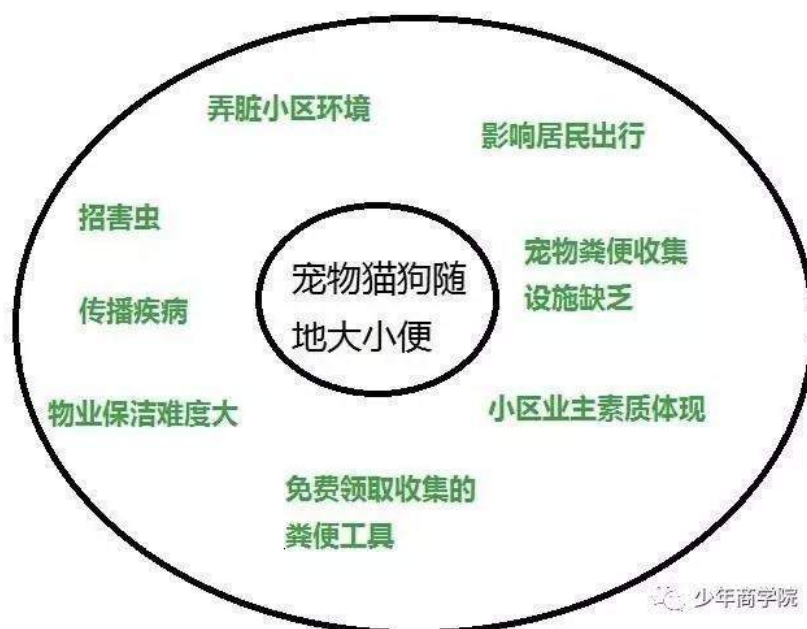 弄脏小区环境
影响居民出行
招害虫
宠物猫狗随
地大小便
宠物粪便收集
设施缺乏
传播疾病
物业保洁难度大
小区业主素质体现
免费领取收集的
粪便工具
少年商学院